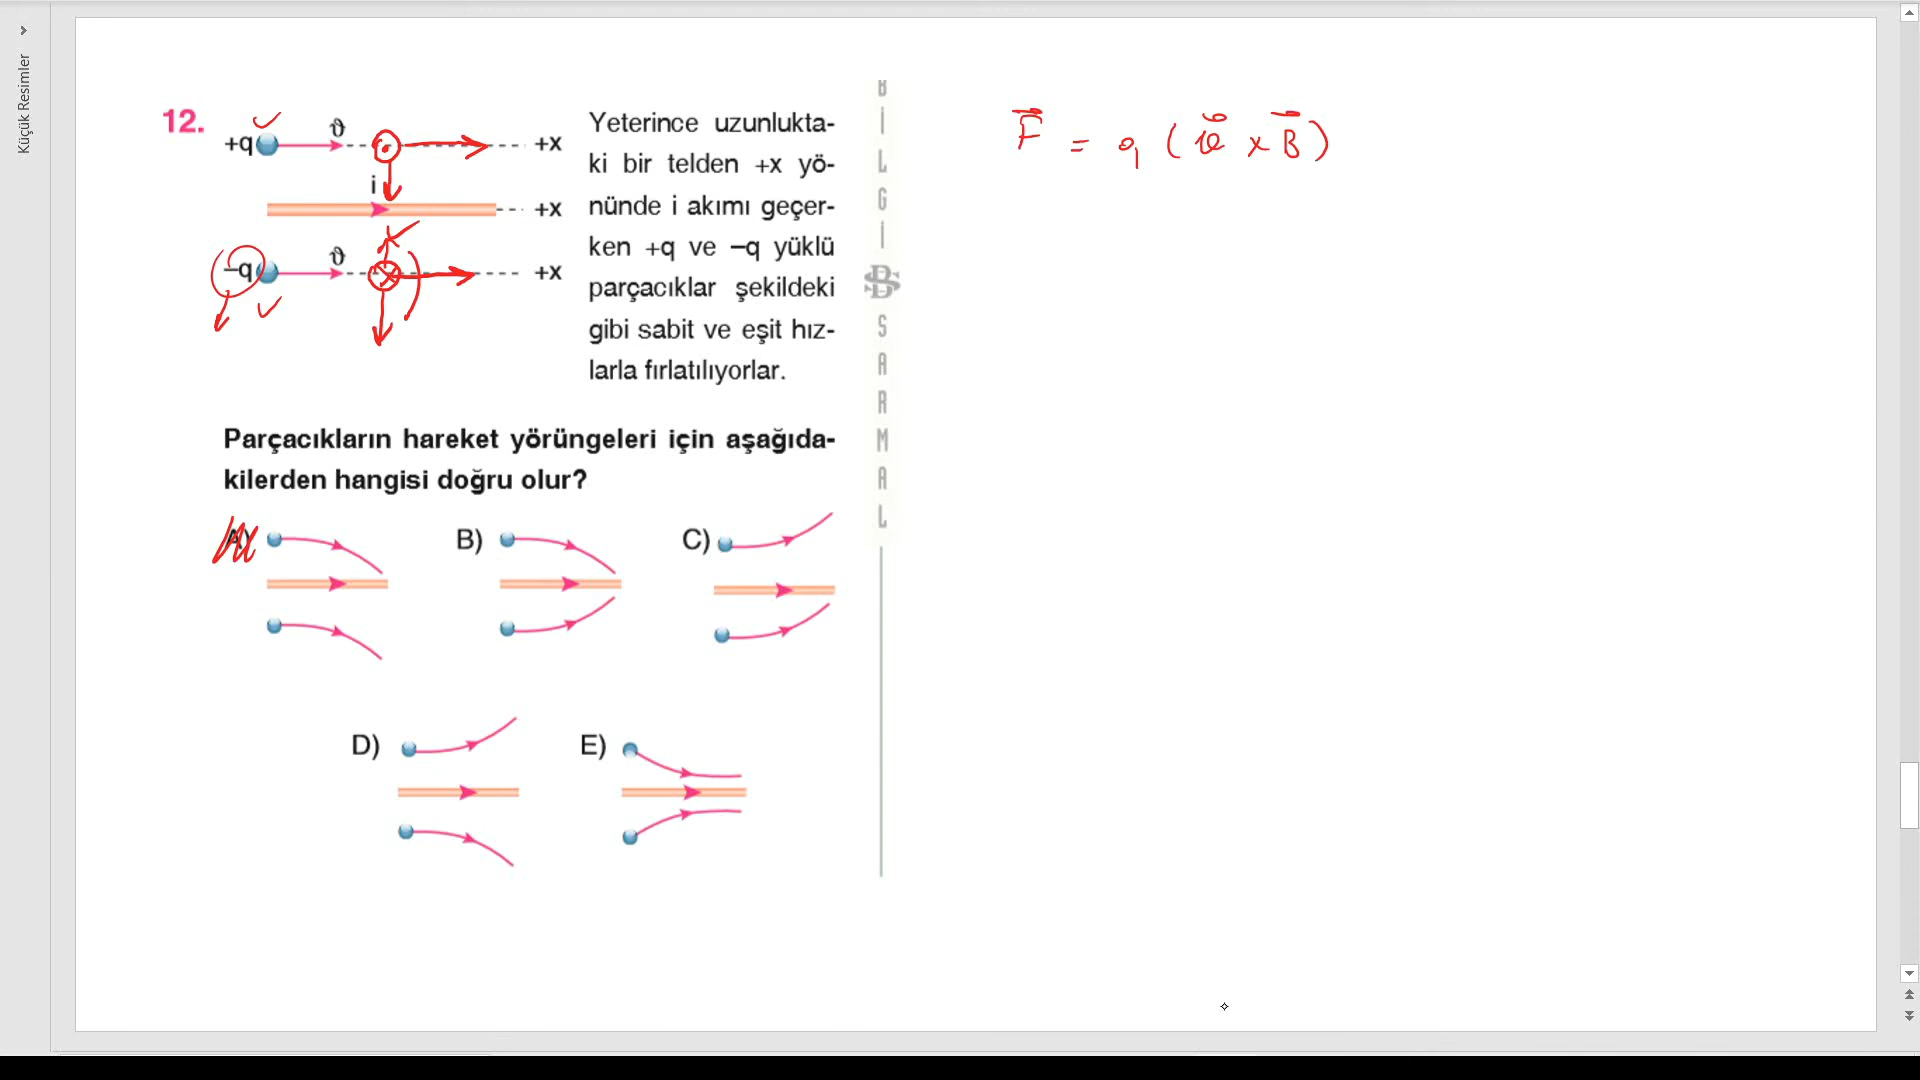 Küçük Resimler
12.
+q ϑ +x
i
+x
–q ϑ +x
Yeterince uzunlukta-
ki bir telden +x yö-
nünde i akımı geçer-
ken +q ve –q yüklü
parçacıklar şekildeki
gibi sabit ve eşit hız-
larla fırlatılıyorlar.
Parçacıkların hareket yörüngeleri için aşağıda-
kilerden hangisi doğru olur?
A) B) C)
D) E)
BİLGİ SARMAL
F = q (ϑ x B)